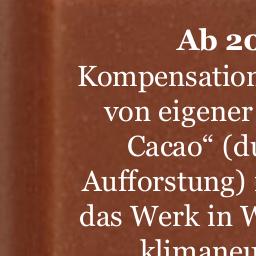 Ab 20
Kompensation
von eigener
Cacao“ (du
Aufforstung)
das Werk in W
klimaneu